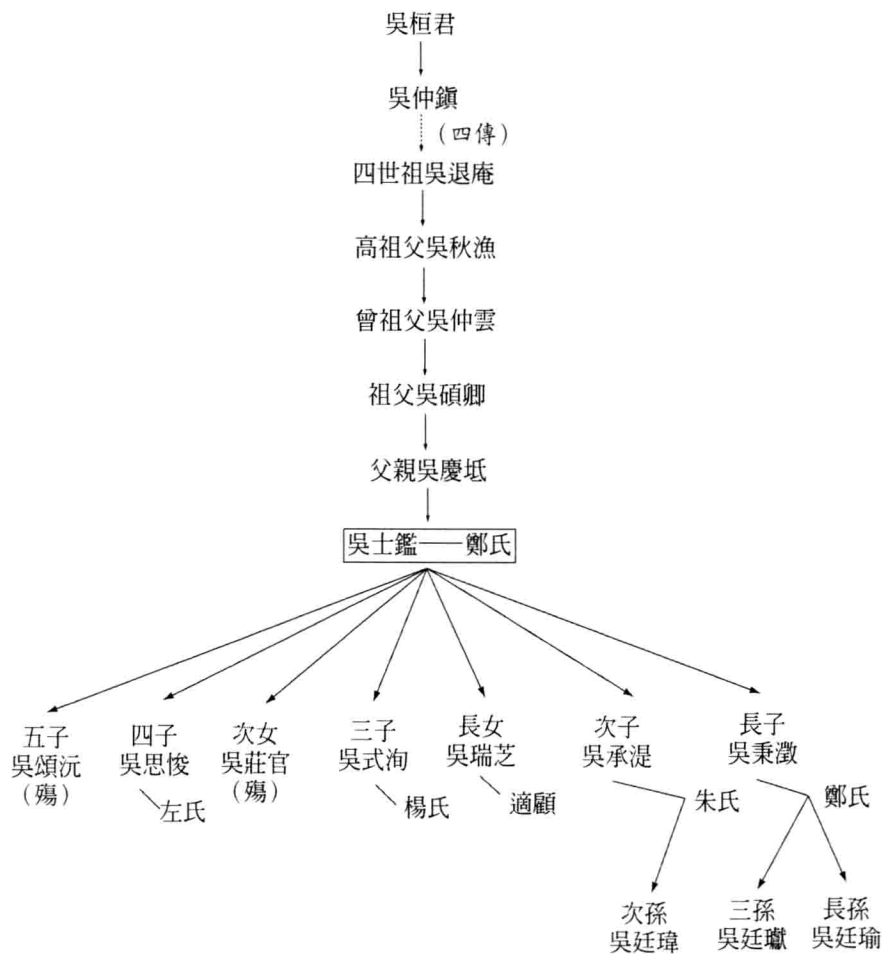 吳桓君
吳仲鎮
(四傳)
四世祖吳退庵
高祖父吳秋漁
曾祖父吳仲雲
祖父吳碩卿
父親吳慶坻
吳士鑑——鄭氏
五子
吳頌沅
(殤)
四子
吳思悛
左氏
次女
吳莊官
(殤)
三子
吳式洵
楊氏
長女
吳瑞芝
適顧
次子
吳承湜
朱氏
長子
吳秉澂
鄭氏
次孫
吳廷瑋
三孫
吳廷瓛
長孫
吳廷瑜